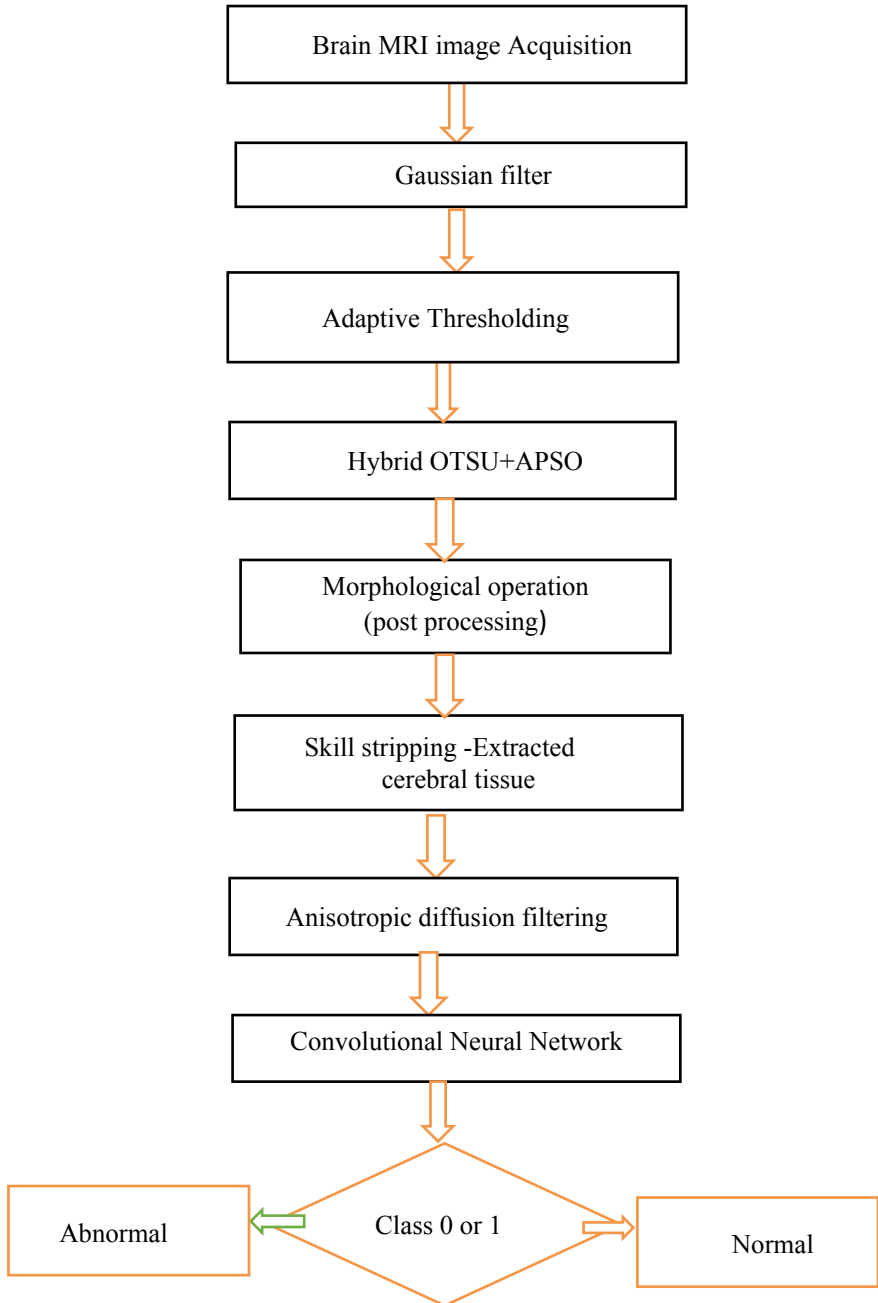 Brain MRI image Acquisition
Gaussian filter
Adaptive Thresholding
Hybrid OTSU+APSO
Morphological operation
(post processing)
Skill stripping -Extracted
cerebral tissue
Anisotropic diffusion filtering
Convolutional Neural Network
Class 0 or 1
Abnormal
Normal